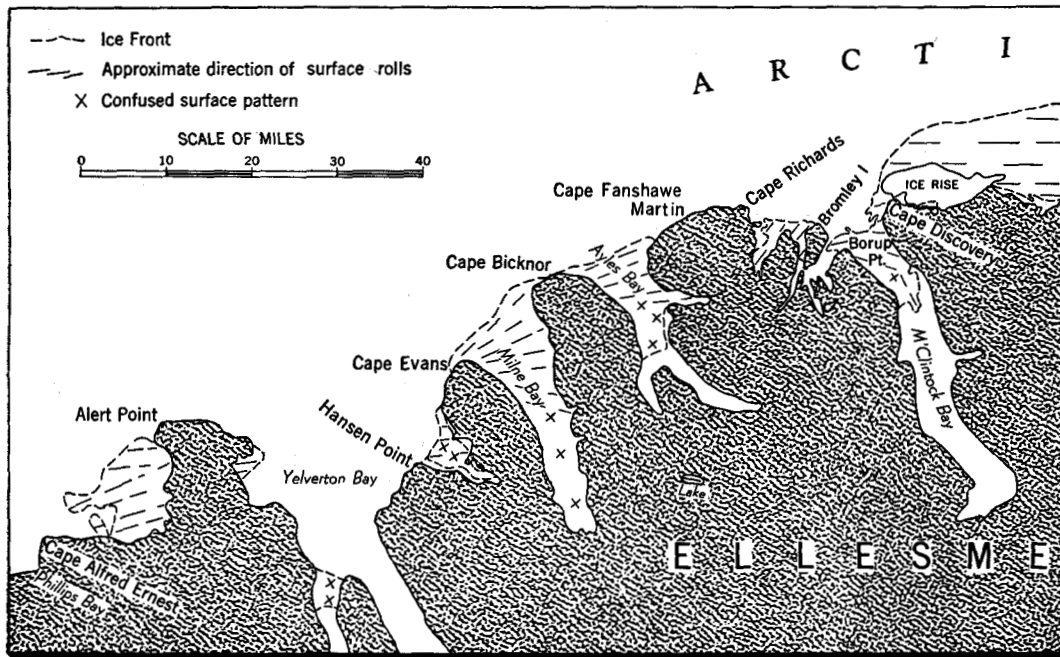 Ice Front
Approximate direction of surface rolls
X Confused surface pattern
SCALE OF MILES
0 10 20 30 40
A R C T I
Cape Richards
Bromley I
ICE RISE
Cape Fanshawe
Martin
Cape Discovery
Borup
Pt.
Ayles Bay
Cape Bicknor
M'Clintock Bay
Cape Evans
Milne Bay
Alert Point
Hansen Point
Yelverton Bay
Lake
E L L E S M E
Cape Alfred Ernest
Phillips Bay